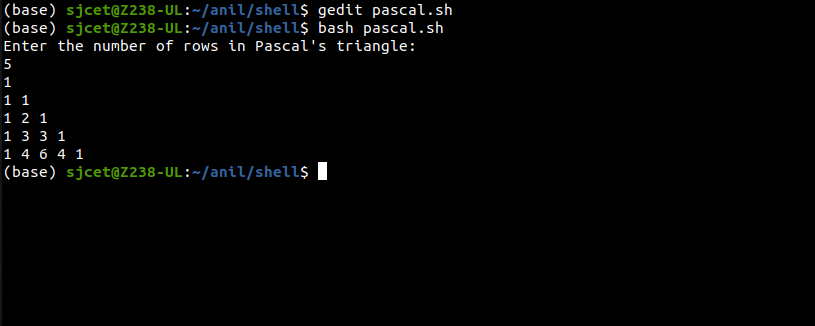 (base) sjcet@Z238-UL:~/anil/shell$ gedit pascal.sh
(base) sjcet@Z238-UL:~/anil/shell$ bash pascal.sh
Enter the number of rows in Pascal's triangle:
5
1
1 1
1 2 1
1 3 3 1
1 4 6 4 1
(base) sjcet@Z238-UL:~/anil/shell$